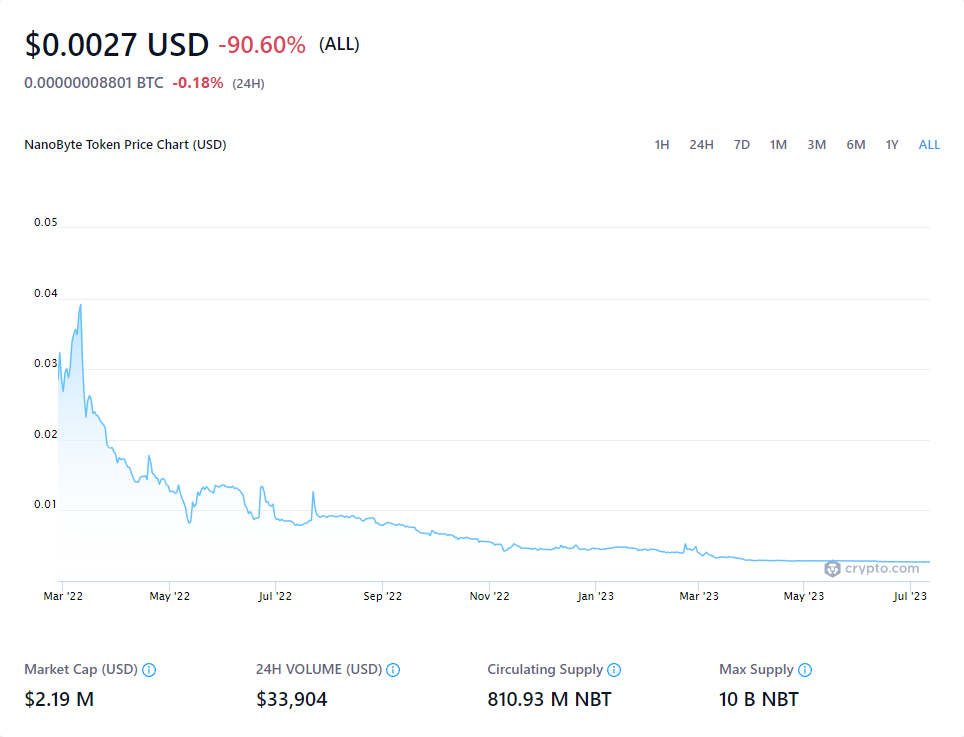 $0.0027 USD -90.60% (ALL)
0.00000008801 BTC -0.18% (24H)
NanoByte Token Price Chart (USD) 1H 24H 7D 1M 3M 6M 1Y ALL
0.05
0.04
0.03
0.02
0.01
crypto.com
Mar '22 May '22 Jul '22 Sep '22 Nov '22 Jan '23 Mar '23 May '23 Jul '23
Market Cap (USD) 24H VOLUME (USD) Circulating Supply Max Supply
$2.19 M $33,904 810.93 M NBT 10 B NBT